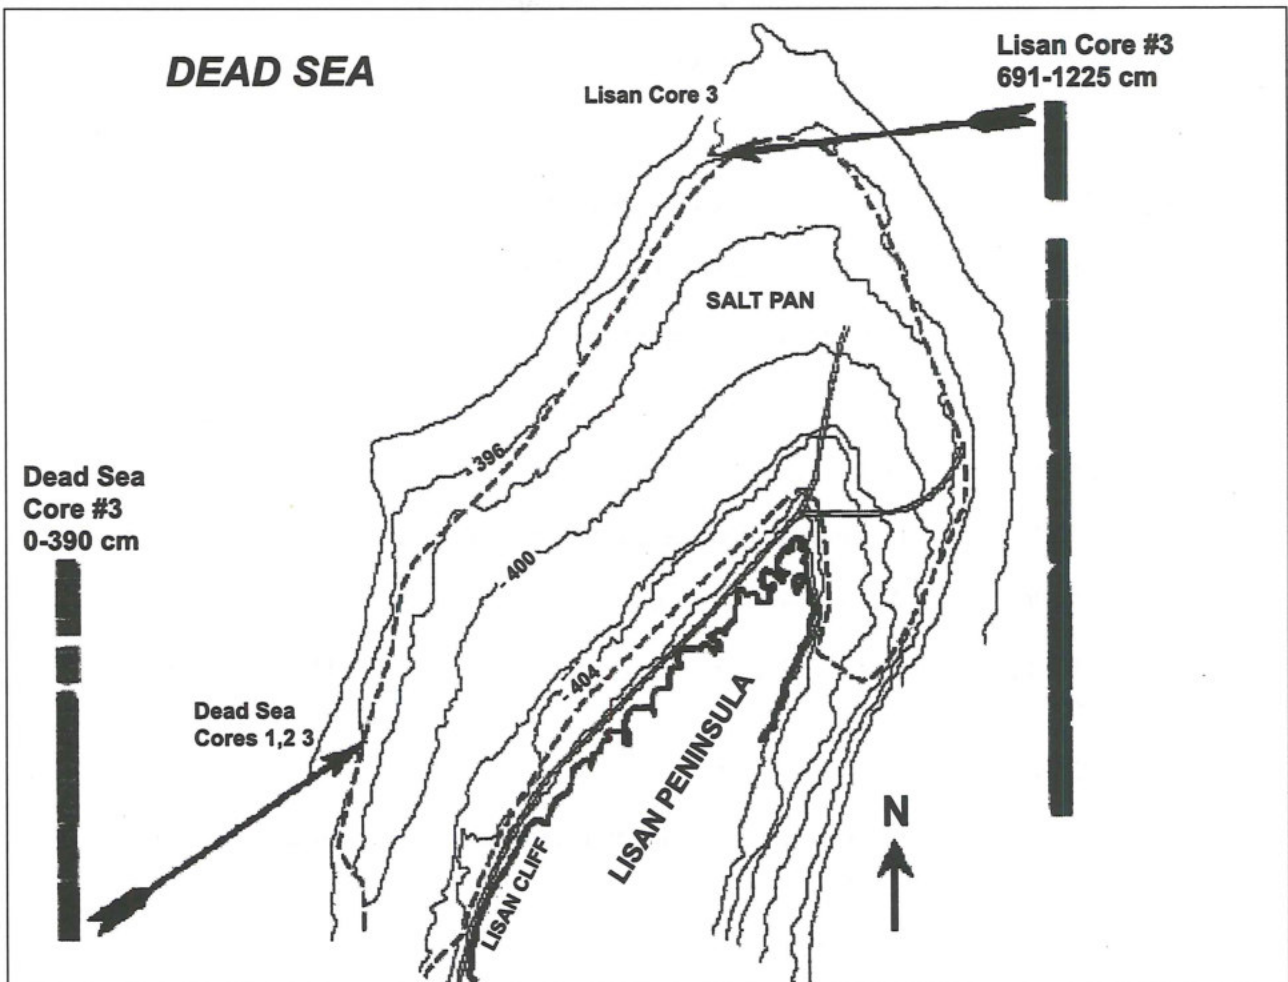 DEAD SEA
Lisan Core #3
691-1225 cm
Lisan Core 3
SALT PAN
- 396
Dead Sea
Core #3
0-390 cm
- 400
- 404
Dead Sea
Cores 1,2 3
LISAN PENINSULA
N
LISAN CLIFF